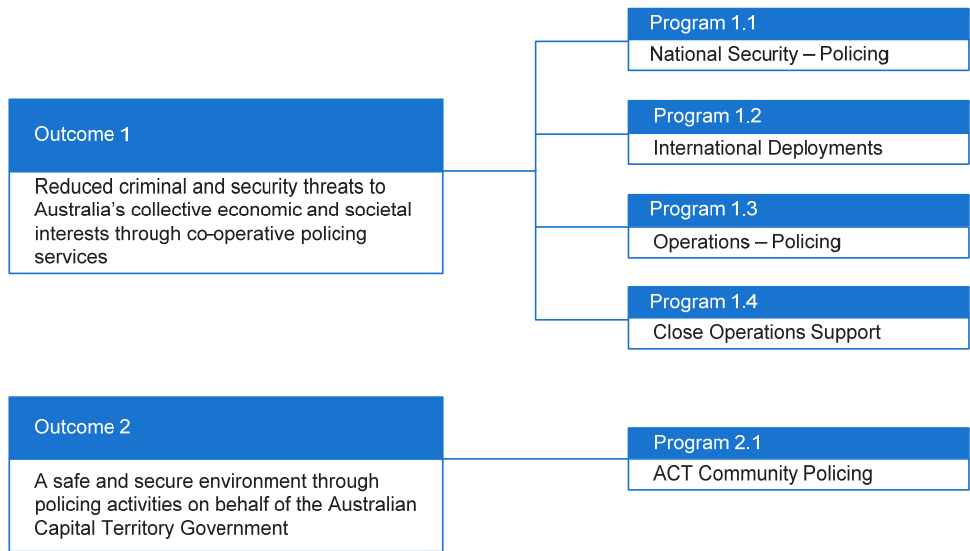 Outcome 1
Reduced criminal and security threats to
Australia's collective economic and societal
interests through co-operative policing
services
Program 1.1
National Security – Policing
Program 1.2
International Deployments
Program 1.3
Operations – Policing
Program 1.4
Close Operations Support
Outcome 2
A safe and secure environment through
policing activities on behalf of the Australian
Capital Territory Government
Program 2.1
ACT Community Policing